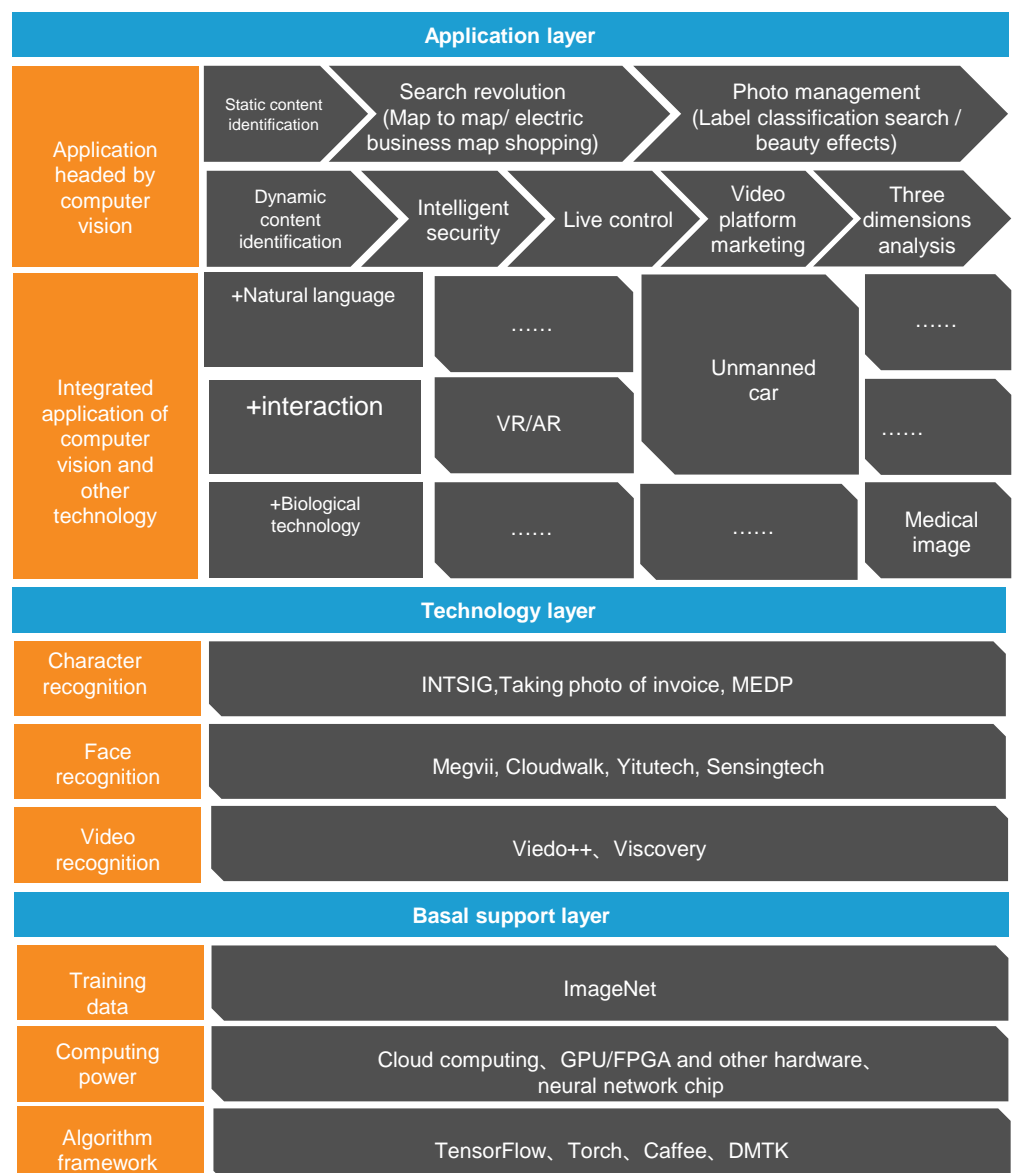 Application layer
Application
headed by
computer
vision
Static content
identification
Search revolution
(Map to map/ electric
business map shopping)
Photo management
(Label classification search /
beauty effects)
Dynamic
content
identification
Intelligent
security
Live control
Video
platform
marketing
Three
dimensions
analysis
Integrated
application of
computer
vision and
other
technology
+Natural language
……
Unmanned
car
……
+interaction
VR/AR
……
+Biological
technology
……
……
Medical
image
Technology layer
Character
recognition
INTSIG,Taking photo of invoice, MEDP
Face
recognition
Megvii, Cloudwalk, Yitutech, Sensingtech
Video
recognition
Viedo++、Viscovery
Basal support layer
Training
data
ImageNet
Computing
power
Cloud computing、GPU/FPGA and other hardware、
neural network chip
Algorithm
framework
TensorFlow、Torch、Caffee、DMTK